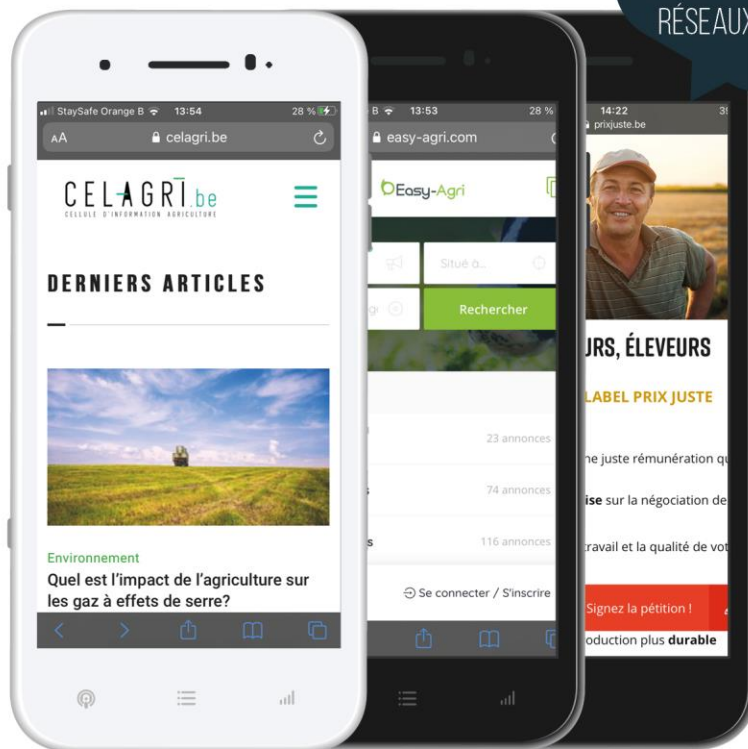 RÉSEAUX
StaySafe Orange B 13:54 28 %
AA celagri.be
CELAGRI.be
CELLULE D'INFORMATION AGRICULTURE
DERNIERS ARTICLES
Environnement
Quel est l'impact de l'agriculture sur
les gaz à effets de serre?
B 13:53 28 %
easy-agri.com
Easy-Agri
Situé à...
Rechercher
23 annonces
74 annonces
116 annonces
Se connecter / S'inscrire
14:22
prixjuste.be
URS, ÉLEVEURS
LABEL PRIX JUSTE
ne juste rémunération qu
ise sur la négociation de
travail et la qualité de vot
Signez la pétition !
oduction plus durable